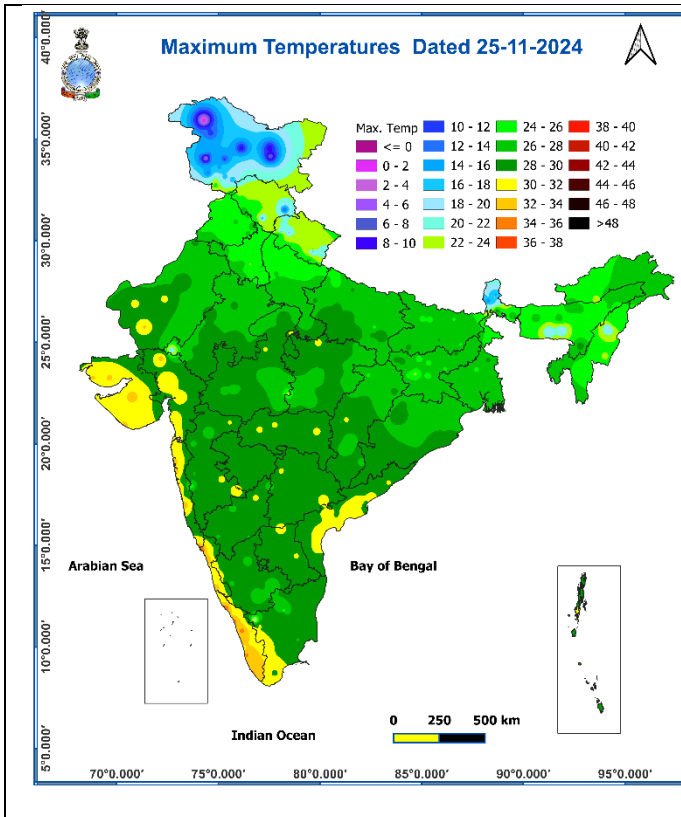 Maximum Temperatures Dated 25-11-2024
Max. Temp
<= 0
0 - 2
2 - 4
4 - 6
6 - 8
8 - 10
10 - 12
12 - 14
14 - 16
16 - 18
18 - 20
20 - 22
22 - 24
24 - 26
26 - 28
28 - 30
30 - 32
32 - 34
34 - 36
36 - 38
38 - 40
40 - 42
42 - 44
44 - 46
46 - 48
>48
40°0.000'
35°0.000'
30°0.000'
25°0.000'
20°0.000'
15°0.000'
10°0.000'
5°0.000'
Arabian Sea
Bay of Bengal
Indian Ocean
0 250 500 km
70°0.000' 75°0.000' 80°0.000' 85°0.000' 90°0.000' 95°0.000'